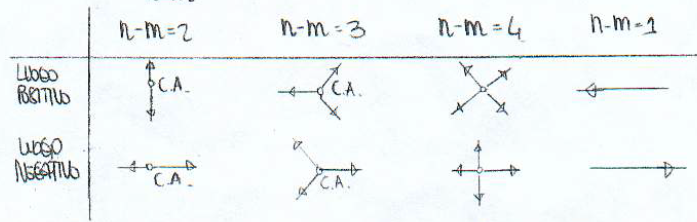 n-m=2 n-m=3 n-m=4 n-m=1
LUOGO
POSITIVO
C.A. C.A.
LUOGO
NEGATIVO
C.A. C.A.